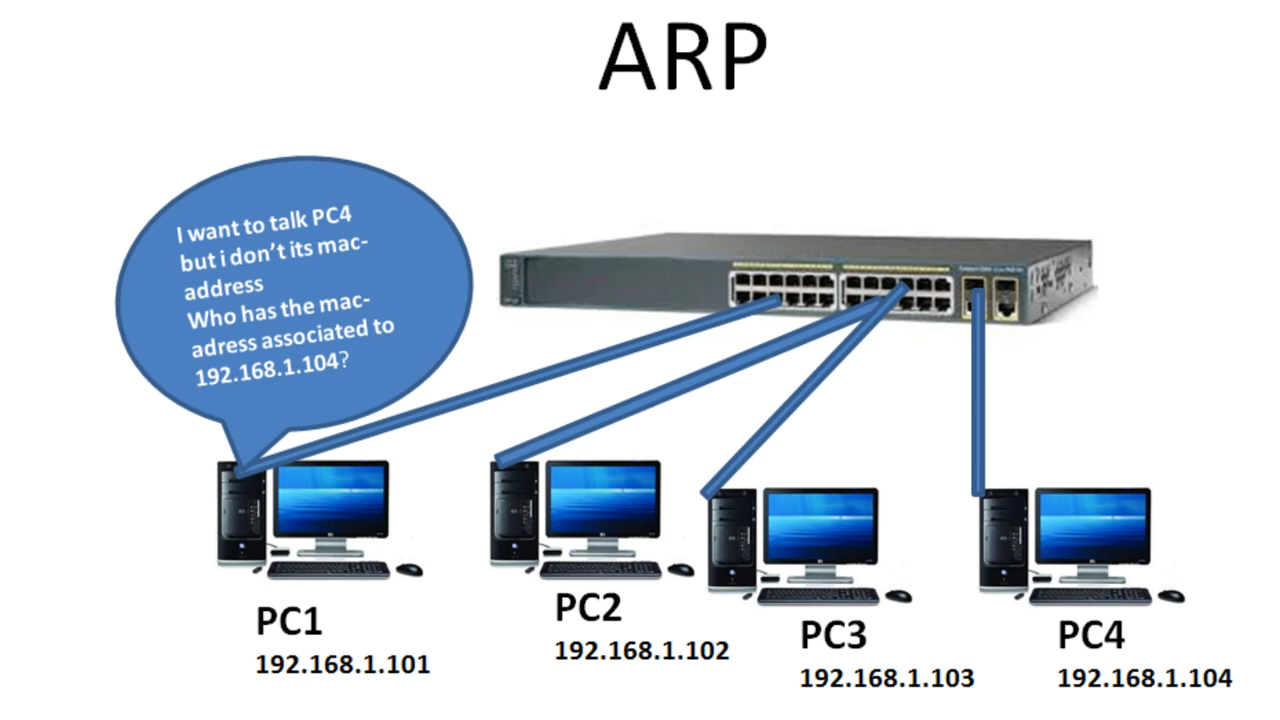 ARP
I want to talk PC4
but i don't its mac-
address
Who has the mac-
adress associated to
192.168.1.104?
PC1
192.168.1.101
PC2
192.168.1.102
PC3
192.168.1.103
PC4
192.168.1.104